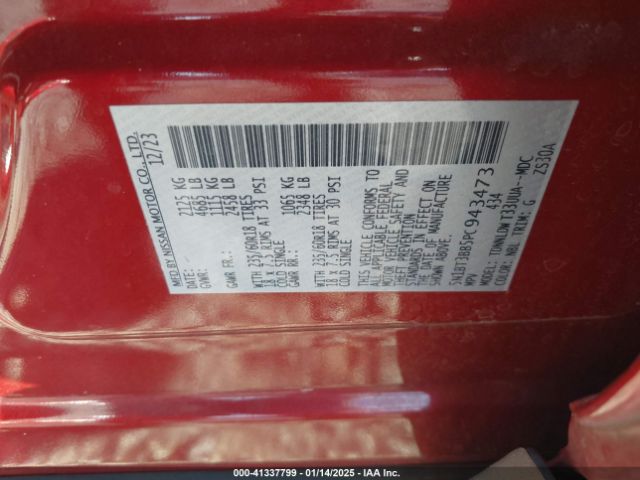 MFD BY NISSAN MOTOR CO., LTD.
12/23
GVWR: 2125 KG
4685 LB
GAWR FR.: 1115 KG
2458 LB
WITH 235/60R18 TIRES
18 x 7.5 RIMS AT 33 PSI
COLD SINGLE
GAWR RR.: 1065 KG
2348 LB
WITH 235/60R18 TIRES
18 x 7.5 RIMS AT 30 PSI
COLD SINGLE
THIS VEHICLE CONFORMS TO
ALL APPLICABLE FEDERAL
MOTOR VEHICLE SAFETY AND
THEFT PREVENTION
STANDARDS IN EFFECT ON
THE DATE OF MANUFACTURE
SHOWN ABOVE.
5N1BT3BB5PC943473
MPV 434
MODEL: TJNNLDW T33UUA--MDC
COLOR: NBL TRIM: G ZS30A
000-41337799 - 01/14/2025 - IAA Inc.